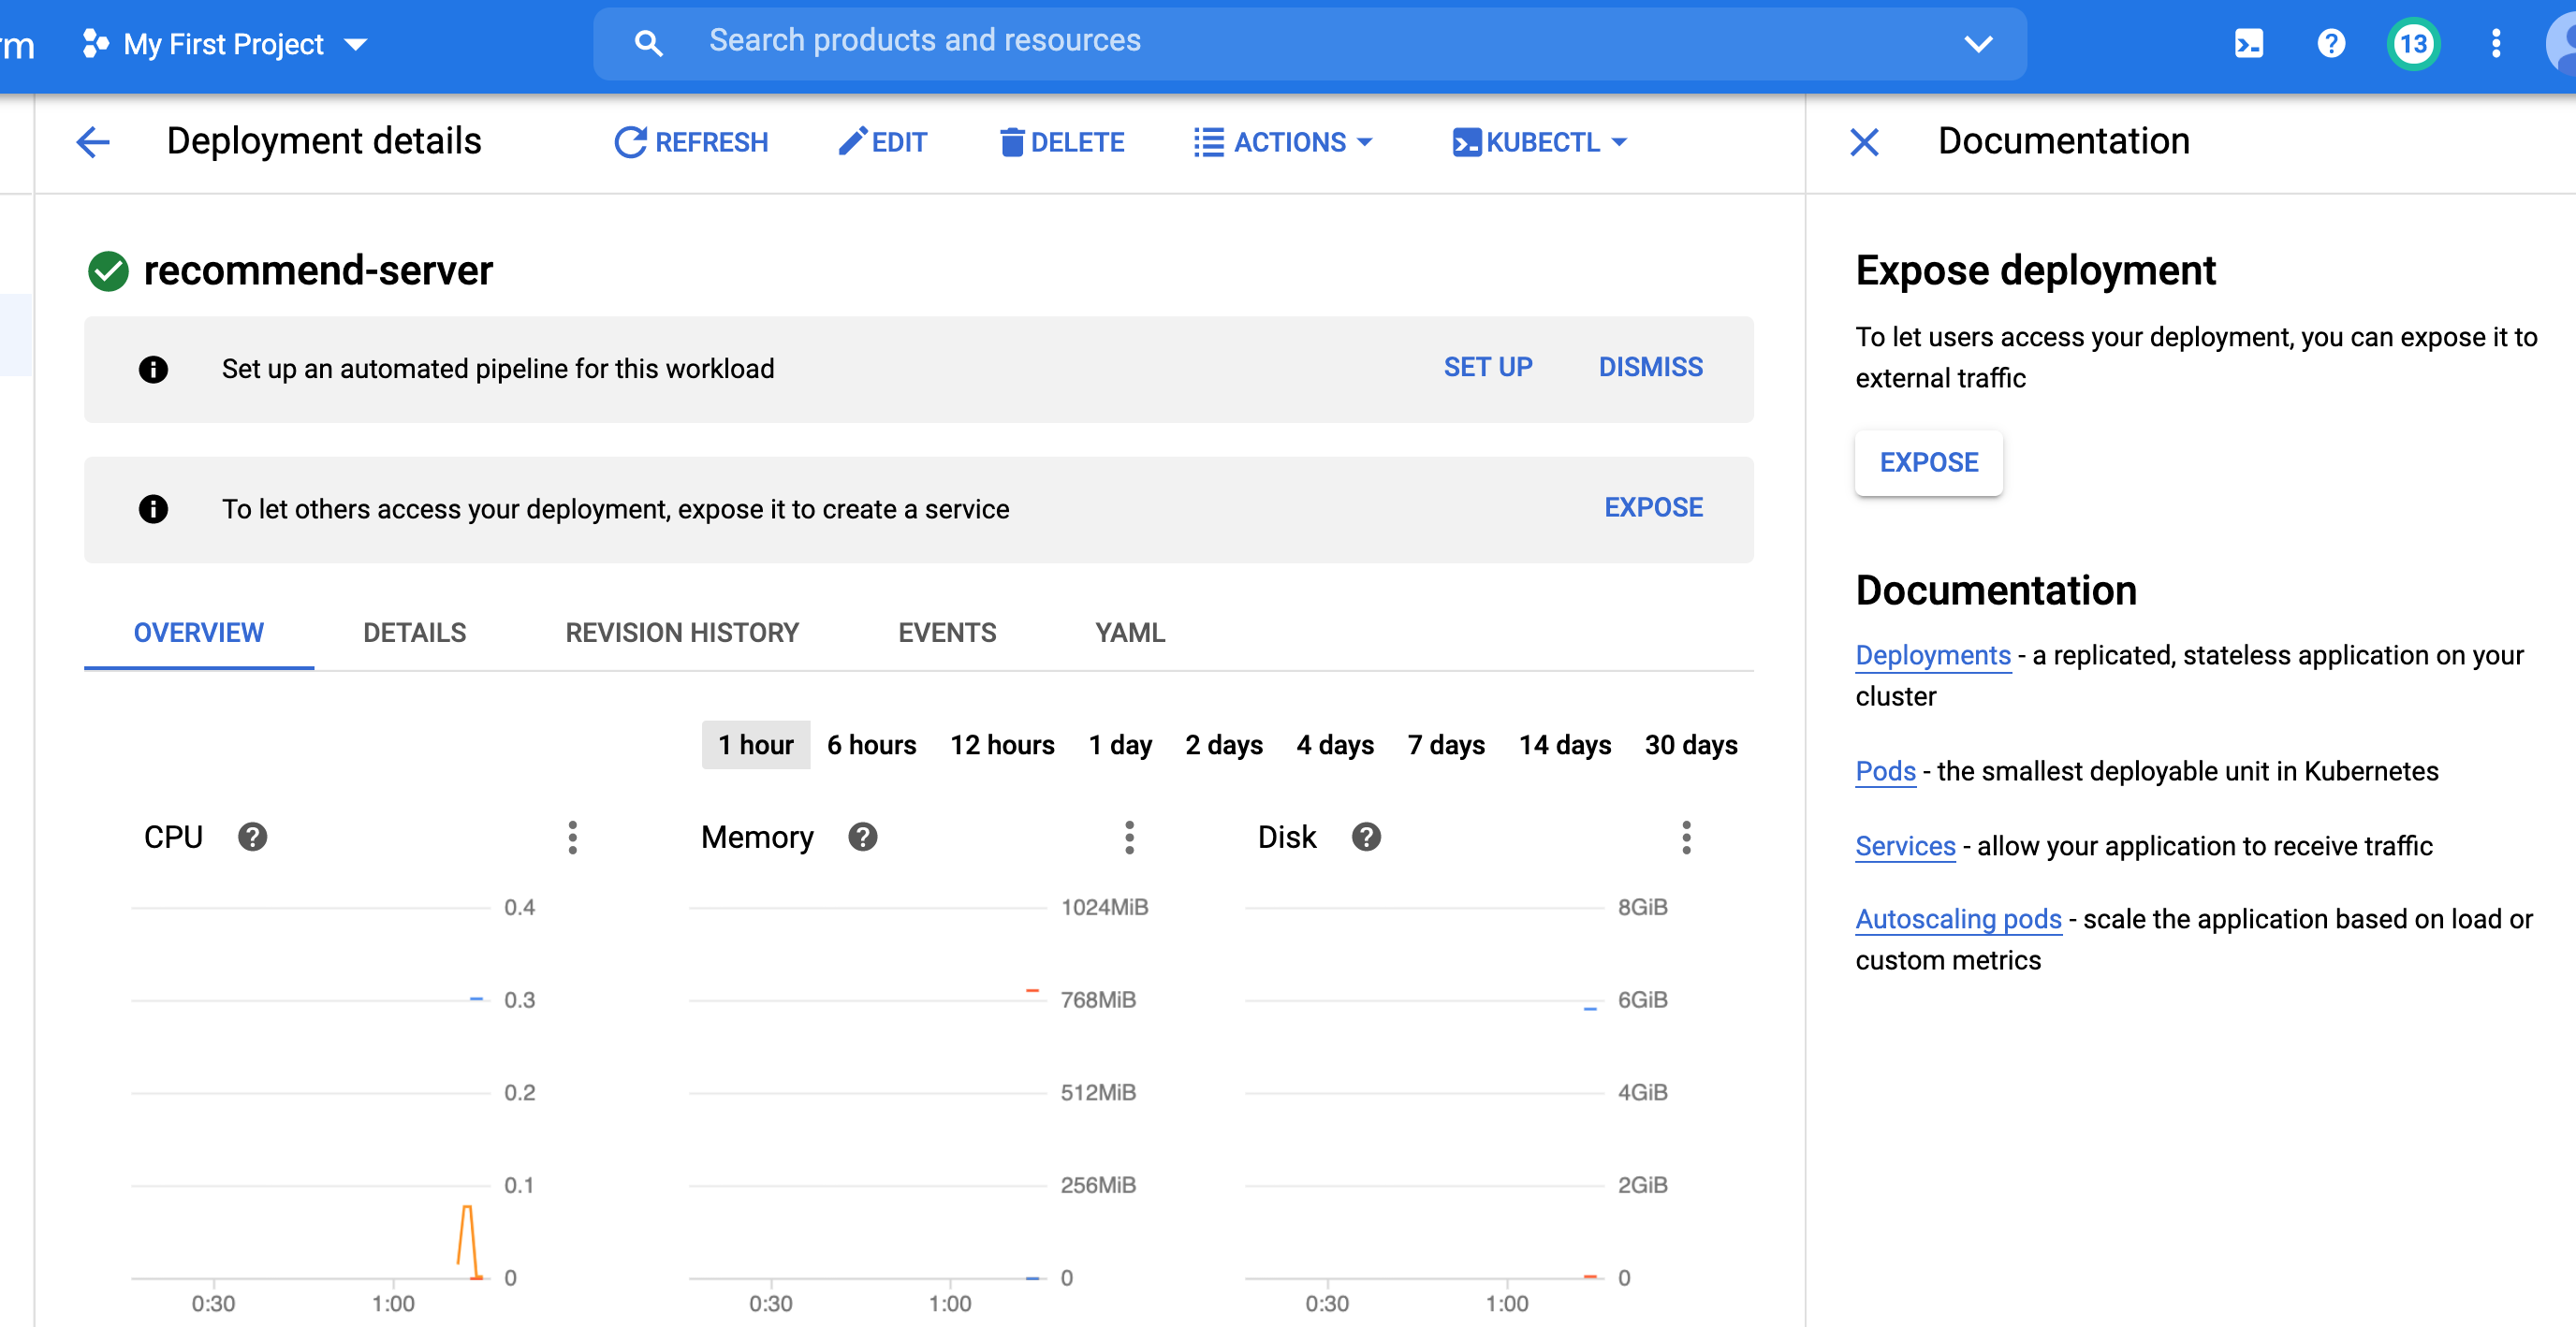 rm My First Project Search products and resources 13
Deployment details REFRESH EDIT DELETE ACTIONS KUBECTL
recommend-server
Set up an automated pipeline for this workload SET UP DISMISS
To let others access your deployment, expose it to create a service EXPOSE
OVERVIEW DETAILS REVISION HISTORY EVENTS YAML
1 hour 6 hours 12 hours 1 day 2 days 4 days 7 days 14 days 30 days
CPU
0.4
0.3
0.2
0.1
0
0:30 1:00
Memory
1024MiB
768MiB
512MiB
256MiB
0
0:30 1:00
Disk
8GiB
6GiB
4GiB
2GiB
0
0:30 1:00
Documentation
Expose deployment
To let users access your deployment, you can expose it to
external traffic
EXPOSE
Documentation
Deployments - a replicated, stateless application on your
cluster
Pods - the smallest deployable unit in Kubernetes
Services - allow your application to receive traffic
Autoscaling pods - scale the application based on load or
custom metrics